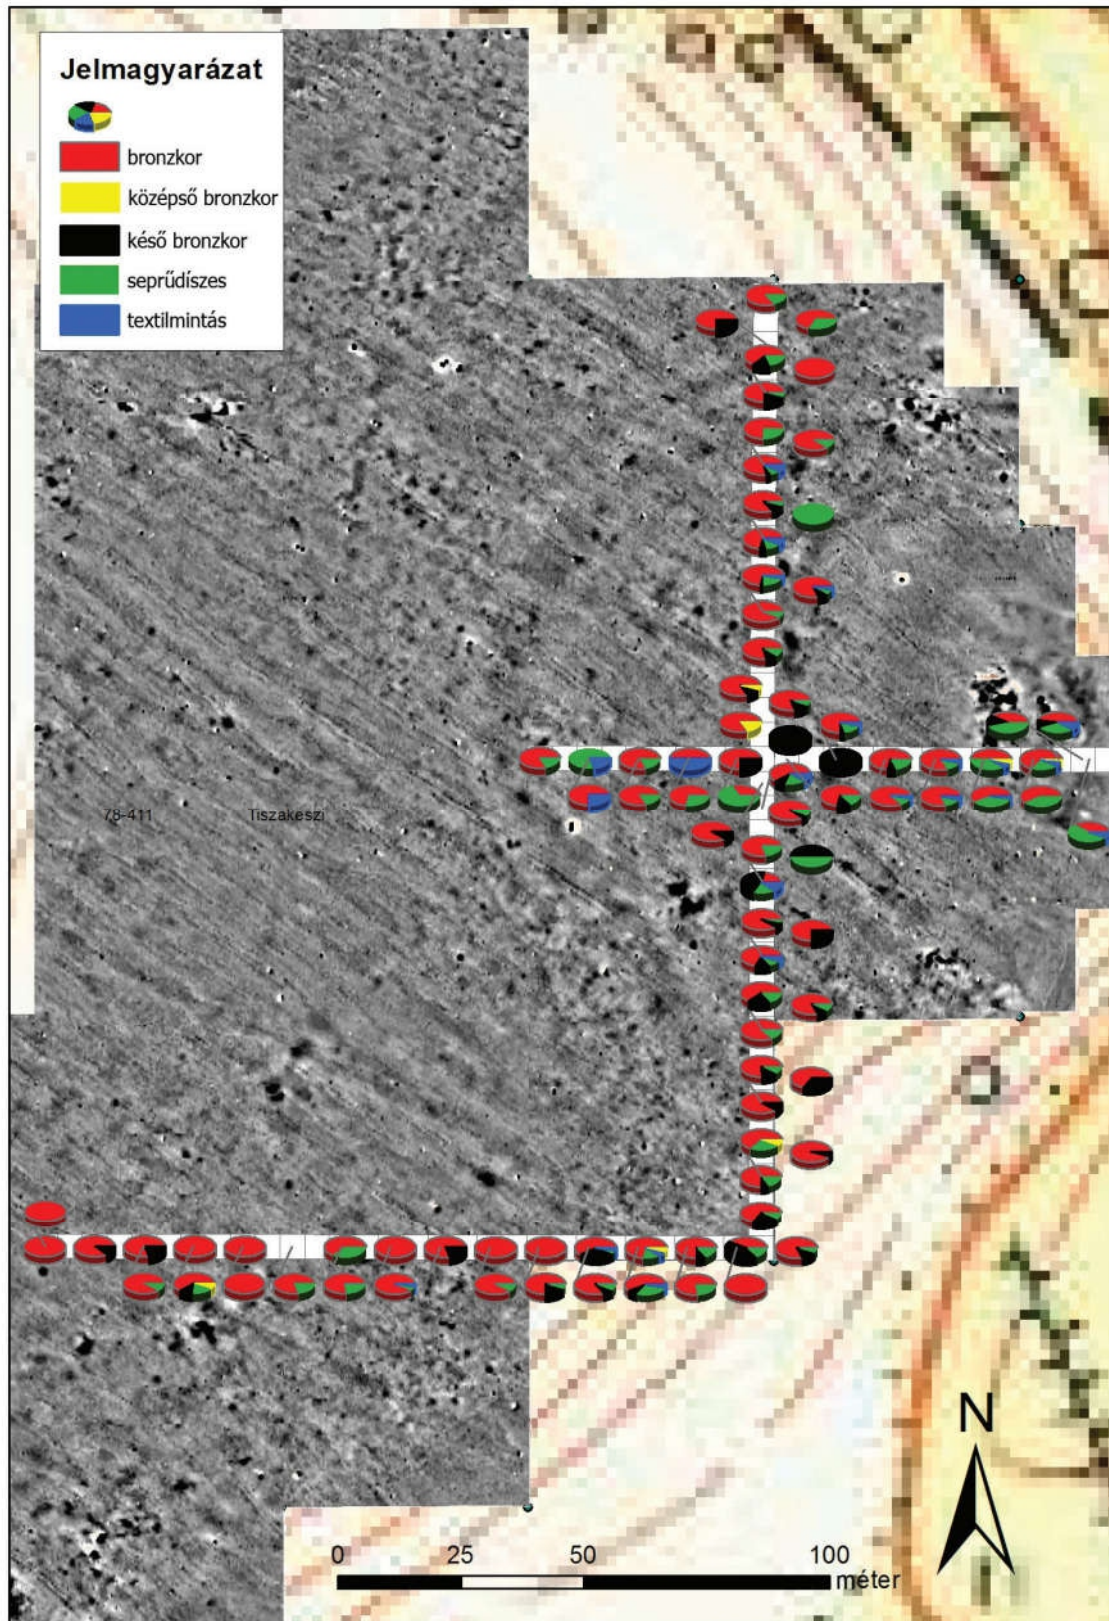 Jelmagyarázat
bronzkor
középső bronzkor
késő bronzkor
seprűdíszes
textilmintás
78-411 Tiszakeszi
N
0 25 50 100
méter